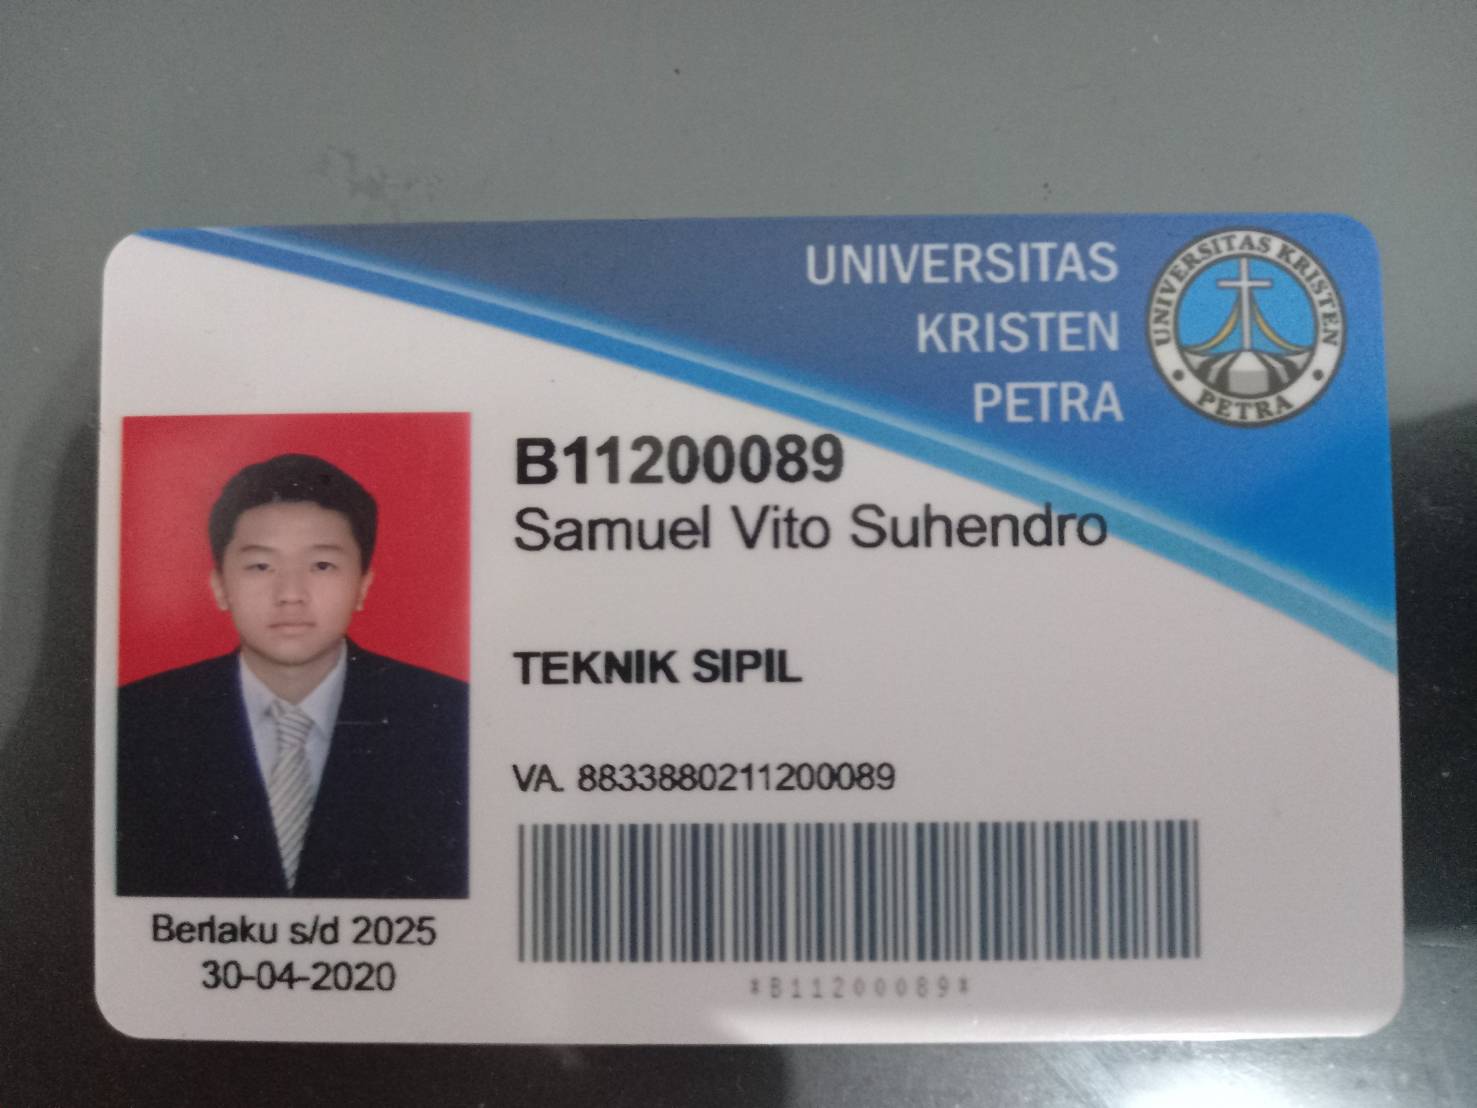 UNIVERSITAS
KRISTEN
PETRA
UNIVERSITAS KRISTEN
PETRA
B11200089
Samuel Vito Suhendro
TEKNIK SIPIL
VA. 8833880211200089
*B11200089*
Berlaku s/d 2025
30-04-2020